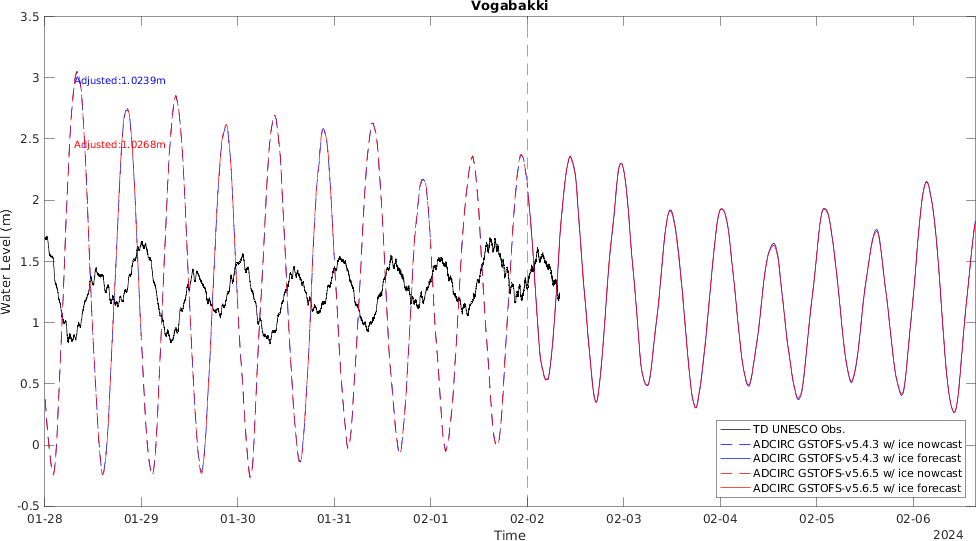 Vogabakki
3.5
3
2.5
2
1.5
1
0.5
0
-0.5
Water Level (m)
Adjusted:1.0239m
Adjusted:1.0268m
TD UNESCO Obs.
ADCIRC GSTOFS-v5.4.3 w/ ice nowcast
ADCIRC GSTOFS-v5.4.3 w/ ice forecast
ADCIRC GSTOFS-v5.6.5 w/ ice nowcast
ADCIRC GSTOFS-v5.6.5 w/ ice forecast
01-28 01-29 01-30 01-31 02-01 02-02 02-03 02-04 02-05 02-06
Time
2024